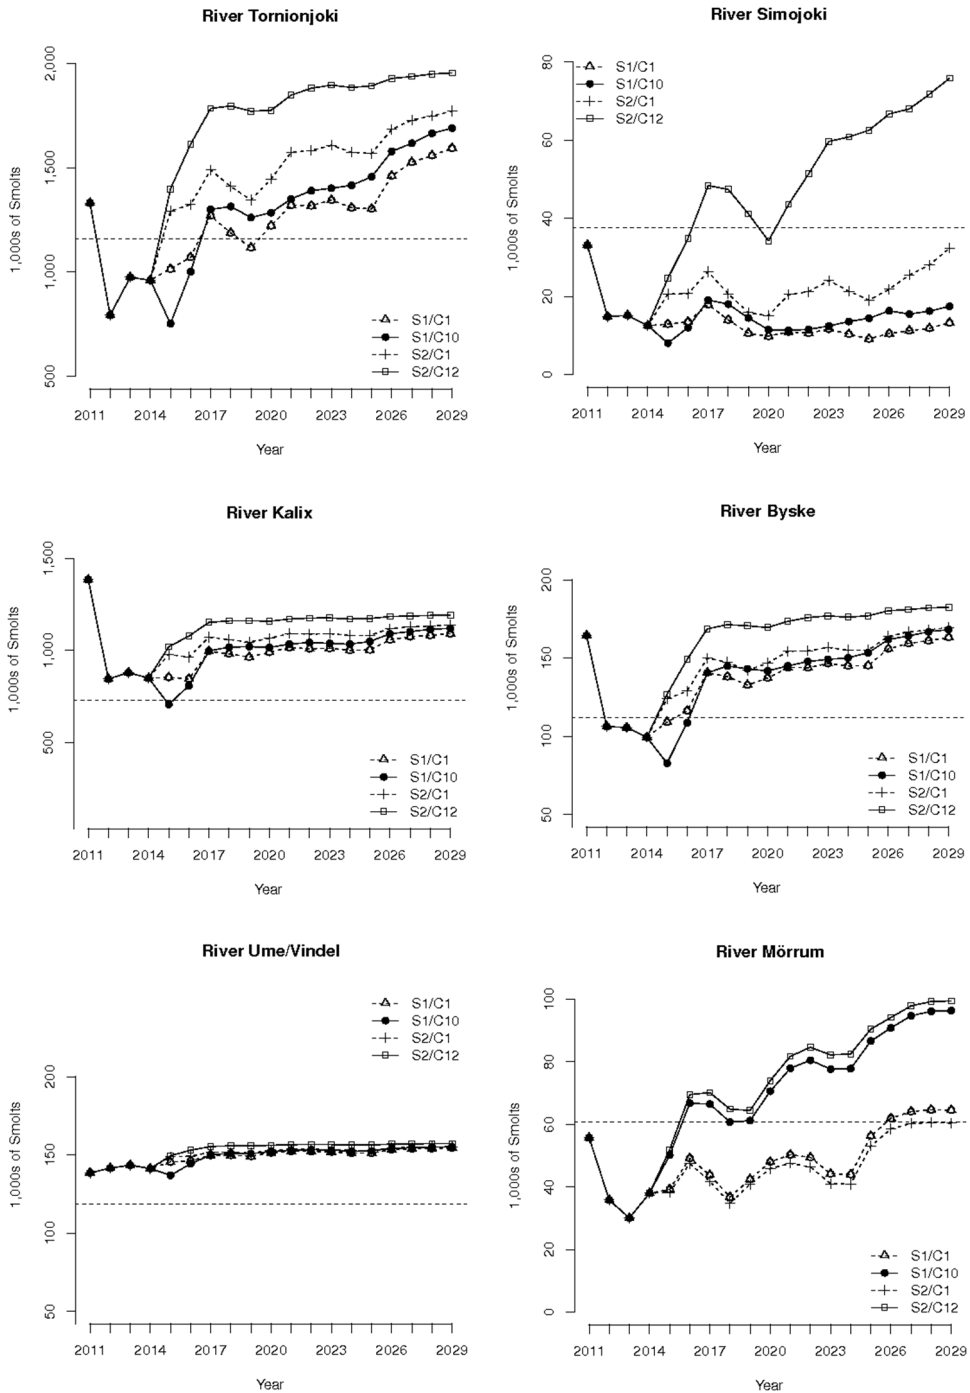 River Tornionjoki
1,000s of Smolts
2,000
1,500
1,000
500
S1/C1
S1/C10
S2/C1
S2/C12
2011 2014 2017 2020 2023 2026 2029
Year
River Simojoki
1,000s of Smolts
80
60
40
20
0
S1/C1
S1/C10
S2/C1
S2/C12
2011 2014 2017 2020 2023 2026 2029
Year
River Kalix
1,000s of Smolts
1,500
1,000
500
S1/C1
S1/C10
S2/C1
S2/C12
2011 2014 2017 2020 2023 2026 2029
Year
River Byske
1,000s of Smolts
200
150
100
50
S1/C1
S1/C10
S2/C1
S2/C12
2011 2014 2017 2020 2023 2026 2029
Year
River Ume/Vindel
S1/C1
S1/C10
S2/C1
S2/C12
1,000s of Smolts
200
150
100
50
2011 2014 2017 2020 2023 2026 2029
Year
River Mörrum
1,000s of Smolts
100
80
60
40
20
0
S1/C1
S1/C10
S2/C1
S2/C12
2011 2014 2017 2020 2023 2026 2029
Year